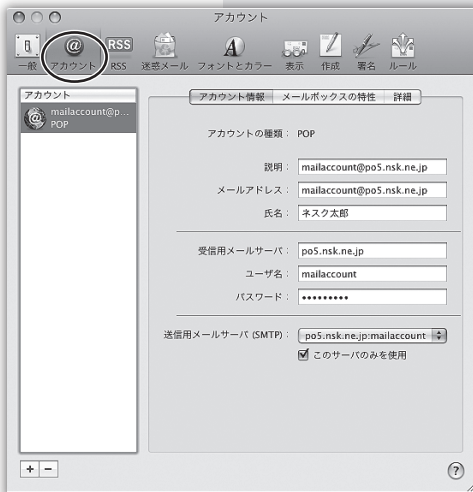 アカウント
一般 アカウント RSS 迷惑メール フォントとカラー 表示 作成 署名 ルール
アカウント
mailaccount@p...
POP
アカウント情報 メールボックスの特性 詳細
アカウントの種類： POP
説明： mailaccount@po5.nsk.ne.jp
メールアドレス： mailaccount@po5.nsk.ne.jp
氏名： ネスク太郎
受信用メールサーバ： po5.nsk.ne.jp
ユーザ名： mailaccount
パスワード： •••••••••
送信用メールサーバ (SMTP)： po5.nsk.ne.jp:mailaccount
このサーバのみを使用